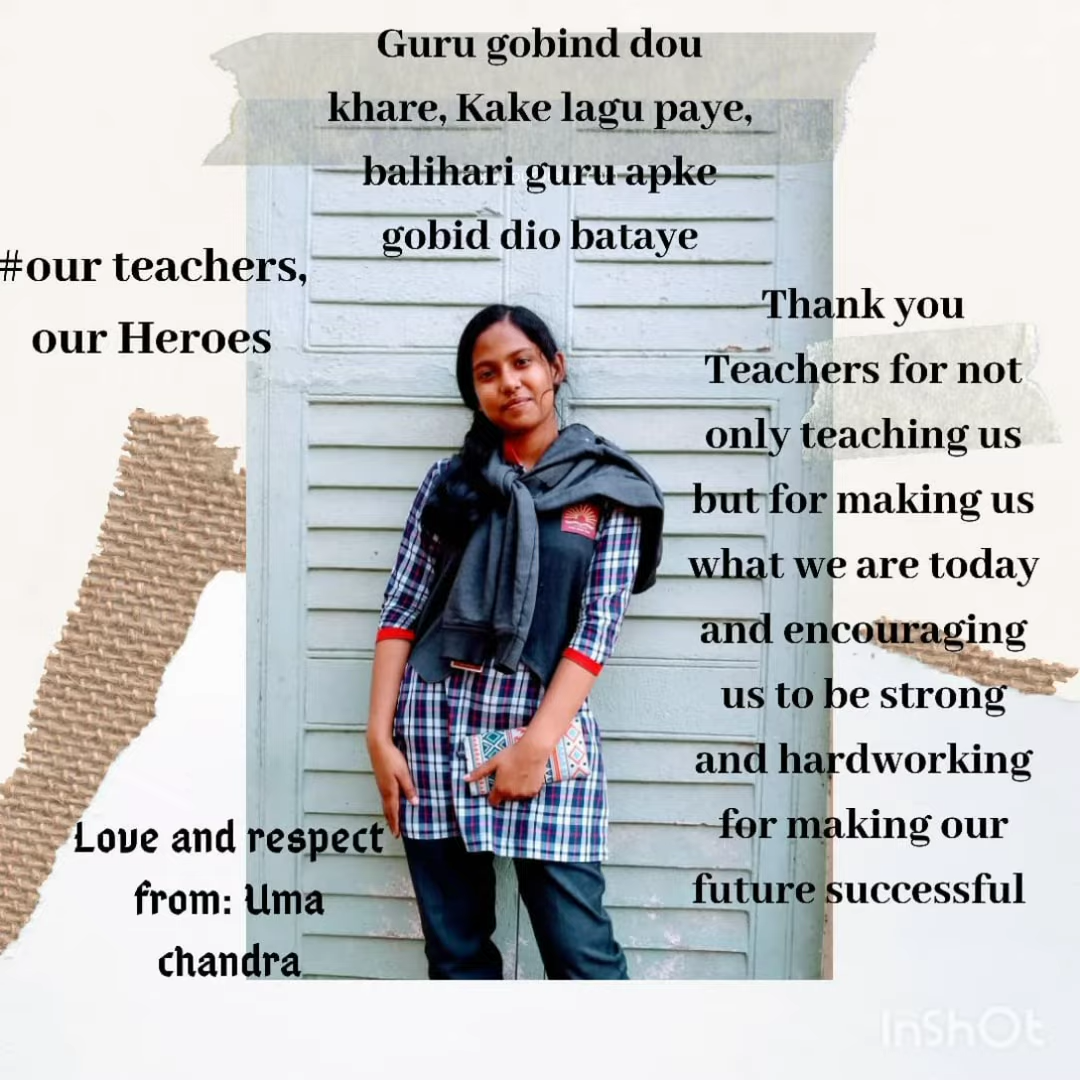 Guru gobind dou
khare, Kake lagu paye,
balihari guru apke
gobid dio bataye
#our teachers,
our Heroes
Thank you
Teachers for not
only teaching us
but for making us
what we are today
and encouraging
us to be strong
and hardworking
for making our
future successful
Love and respect
from: Uma
chandra
InShOt